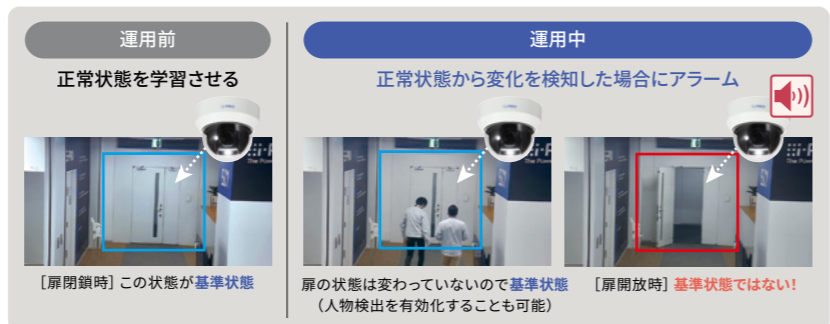 運用前
正常状態を学習させる
[扉閉鎖時] この状態が基準状態
運用中
正常状態から変化を検知した場合にアラーム
扉の状態は変わっていないので基準状態
（人物検出を有効化することも可能）
[扉開放時] 基準状態ではない！